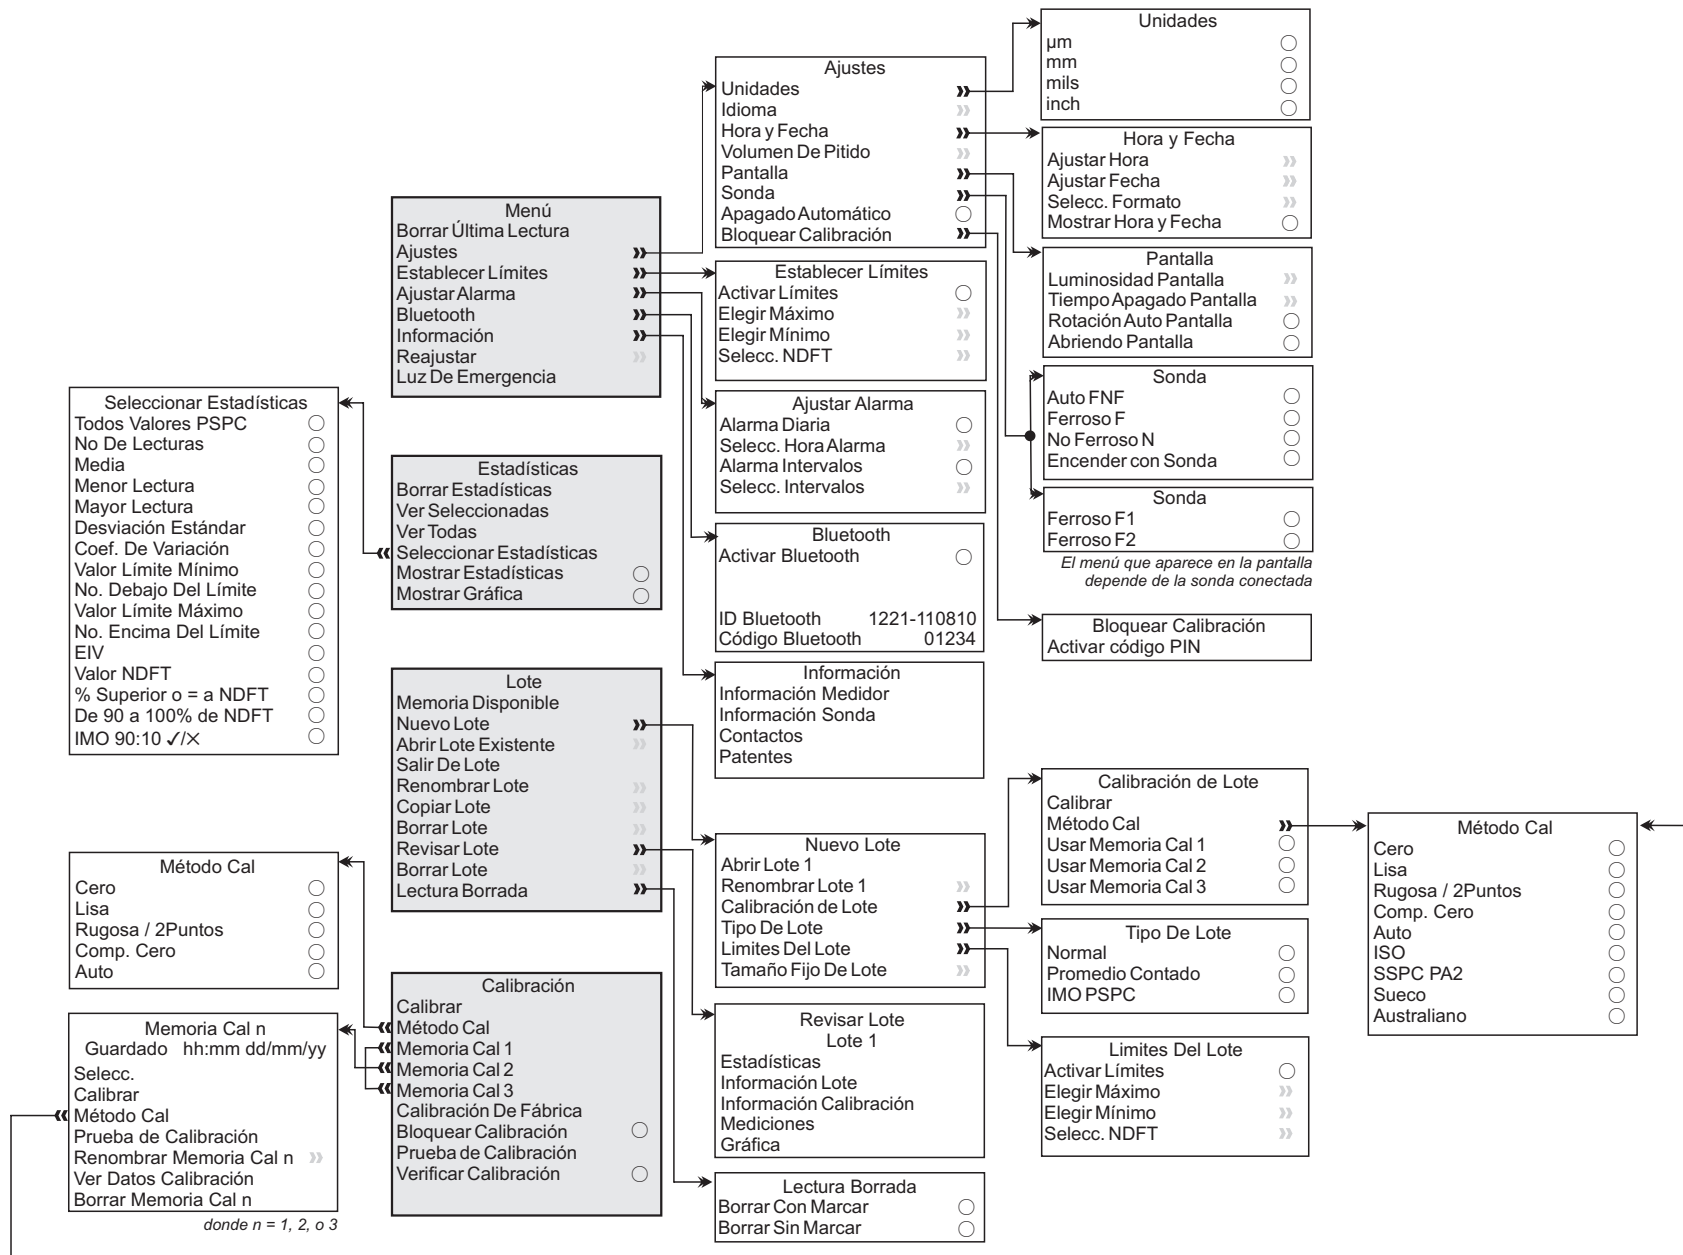 Unidades
µm
mm
mils
inch
Ajustes
Unidades
Idioma
Hora y Fecha
Volumen De Pitido
Pantalla
Sonda
Apagado Automático
Bloquear Calibración
Hora y Fecha
Ajustar Hora
Ajustar Fecha
Selecc. Formato
Mostrar Hora y Fecha
Menú
Borrar Última Lectura
Ajustes
Establecer Límites
Ajustar Alarma
Bluetooth
Información
Reajustar
Luz De Emergencia
Pantalla
Luminosidad Pantalla
Tiempo Apagado Pantalla
Rotación Auto Pantalla
Abriendo Pantalla
Establecer Límites
Activar Límites
Elegir Máximo
Elegir Mínimo
Selecc. NDFT
Sonda
Auto FNF
Ferroso F
No Ferroso N
Encender con Sonda
Ajustar Alarma
Alarma Diaria
Selecc. Hora Alarma
Alarma Intervalos
Selecc. Intervalos
Sonda
Ferroso F1
Ferroso F2
El menú que aparece en la pantalla
depende de la sonda conectada
Seleccionar Estadísticas
Todos Valores PSPC
No De Lecturas
Media
Menor Lectura
Mayor Lectura
Desviación Estándar
Coef. De Variación
Valor Límite Mínimo
No. Debajo Del Límite
Valor Límite Máximo
No. Encima Del Límite
EIV
Valor NDFT
% Superior o = a NDFT
De 90 a 100% de NDFT
IMO 90:10 ✓/✕
Estadísticas
Borrar Estadísticas
Ver Seleccionadas
Ver Todas
Seleccionar Estadísticas
Mostrar Estadísticas
Mostrar Gráfica
Bluetooth
Activar Bluetooth
ID Bluetooth 1221-110810
Código Bluetooth 01234
Bloquear Calibración
Activar código PIN
Información
Información Medidor
Información Sonda
Contactos
Patentes
Lote
Memoria Disponible
Nuevo Lote
Abrir Lote Existente
Salir De Lote
Renombrar Lote
Copiar Lote
Borrar Lote
Revisar Lote
Borrar Lote
Lectura Borrada
Calibración de Lote
Calibrar
Método Cal
Usar Memoria Cal 1
Usar Memoria Cal 2
Usar Memoria Cal 3
Método Cal
Cero
Lisa
Rugosa / 2Puntos
Comp. Cero
Auto
ISO
SSPC PA2
Sueco
Australiano
Nuevo Lote
Abrir Lote 1
Renombrar Lote 1
Calibración de Lote
Tipo De Lote
Limites Del Lote
Tamaño Fijo De Lote
Método Cal
Cero
Lisa
Rugosa / 2Puntos
Comp. Cero
Auto
Tipo De Lote
Normal
Promedio Contado
IMO PSPC
Calibración
Calibrar
Método Cal
Memoria Cal 1
Memoria Cal 2
Memoria Cal 3
Calibración De Fábrica
Bloquear Calibración
Prueba de Calibración
Verificar Calibración
Revisar Lote
Lote 1
Estadísticas
Información Lote
Información Calibración
Mediciones
Gráfica
Memoria Cal n
Guardado hh:mm dd/mm/yy
Selecc.
Calibrar
Método Cal
Prueba de Calibración
Renombrar Memoria Cal n
Ver Datos Calibración
Borrar Memoria Cal n
donde n = 1, 2, o 3
Limites Del Lote
Activar Límites
Elegir Máximo
Elegir Mínimo
Selecc. NDFT
Lectura Borrada
Borrar Con Marcar
Borrar Sin Marcar